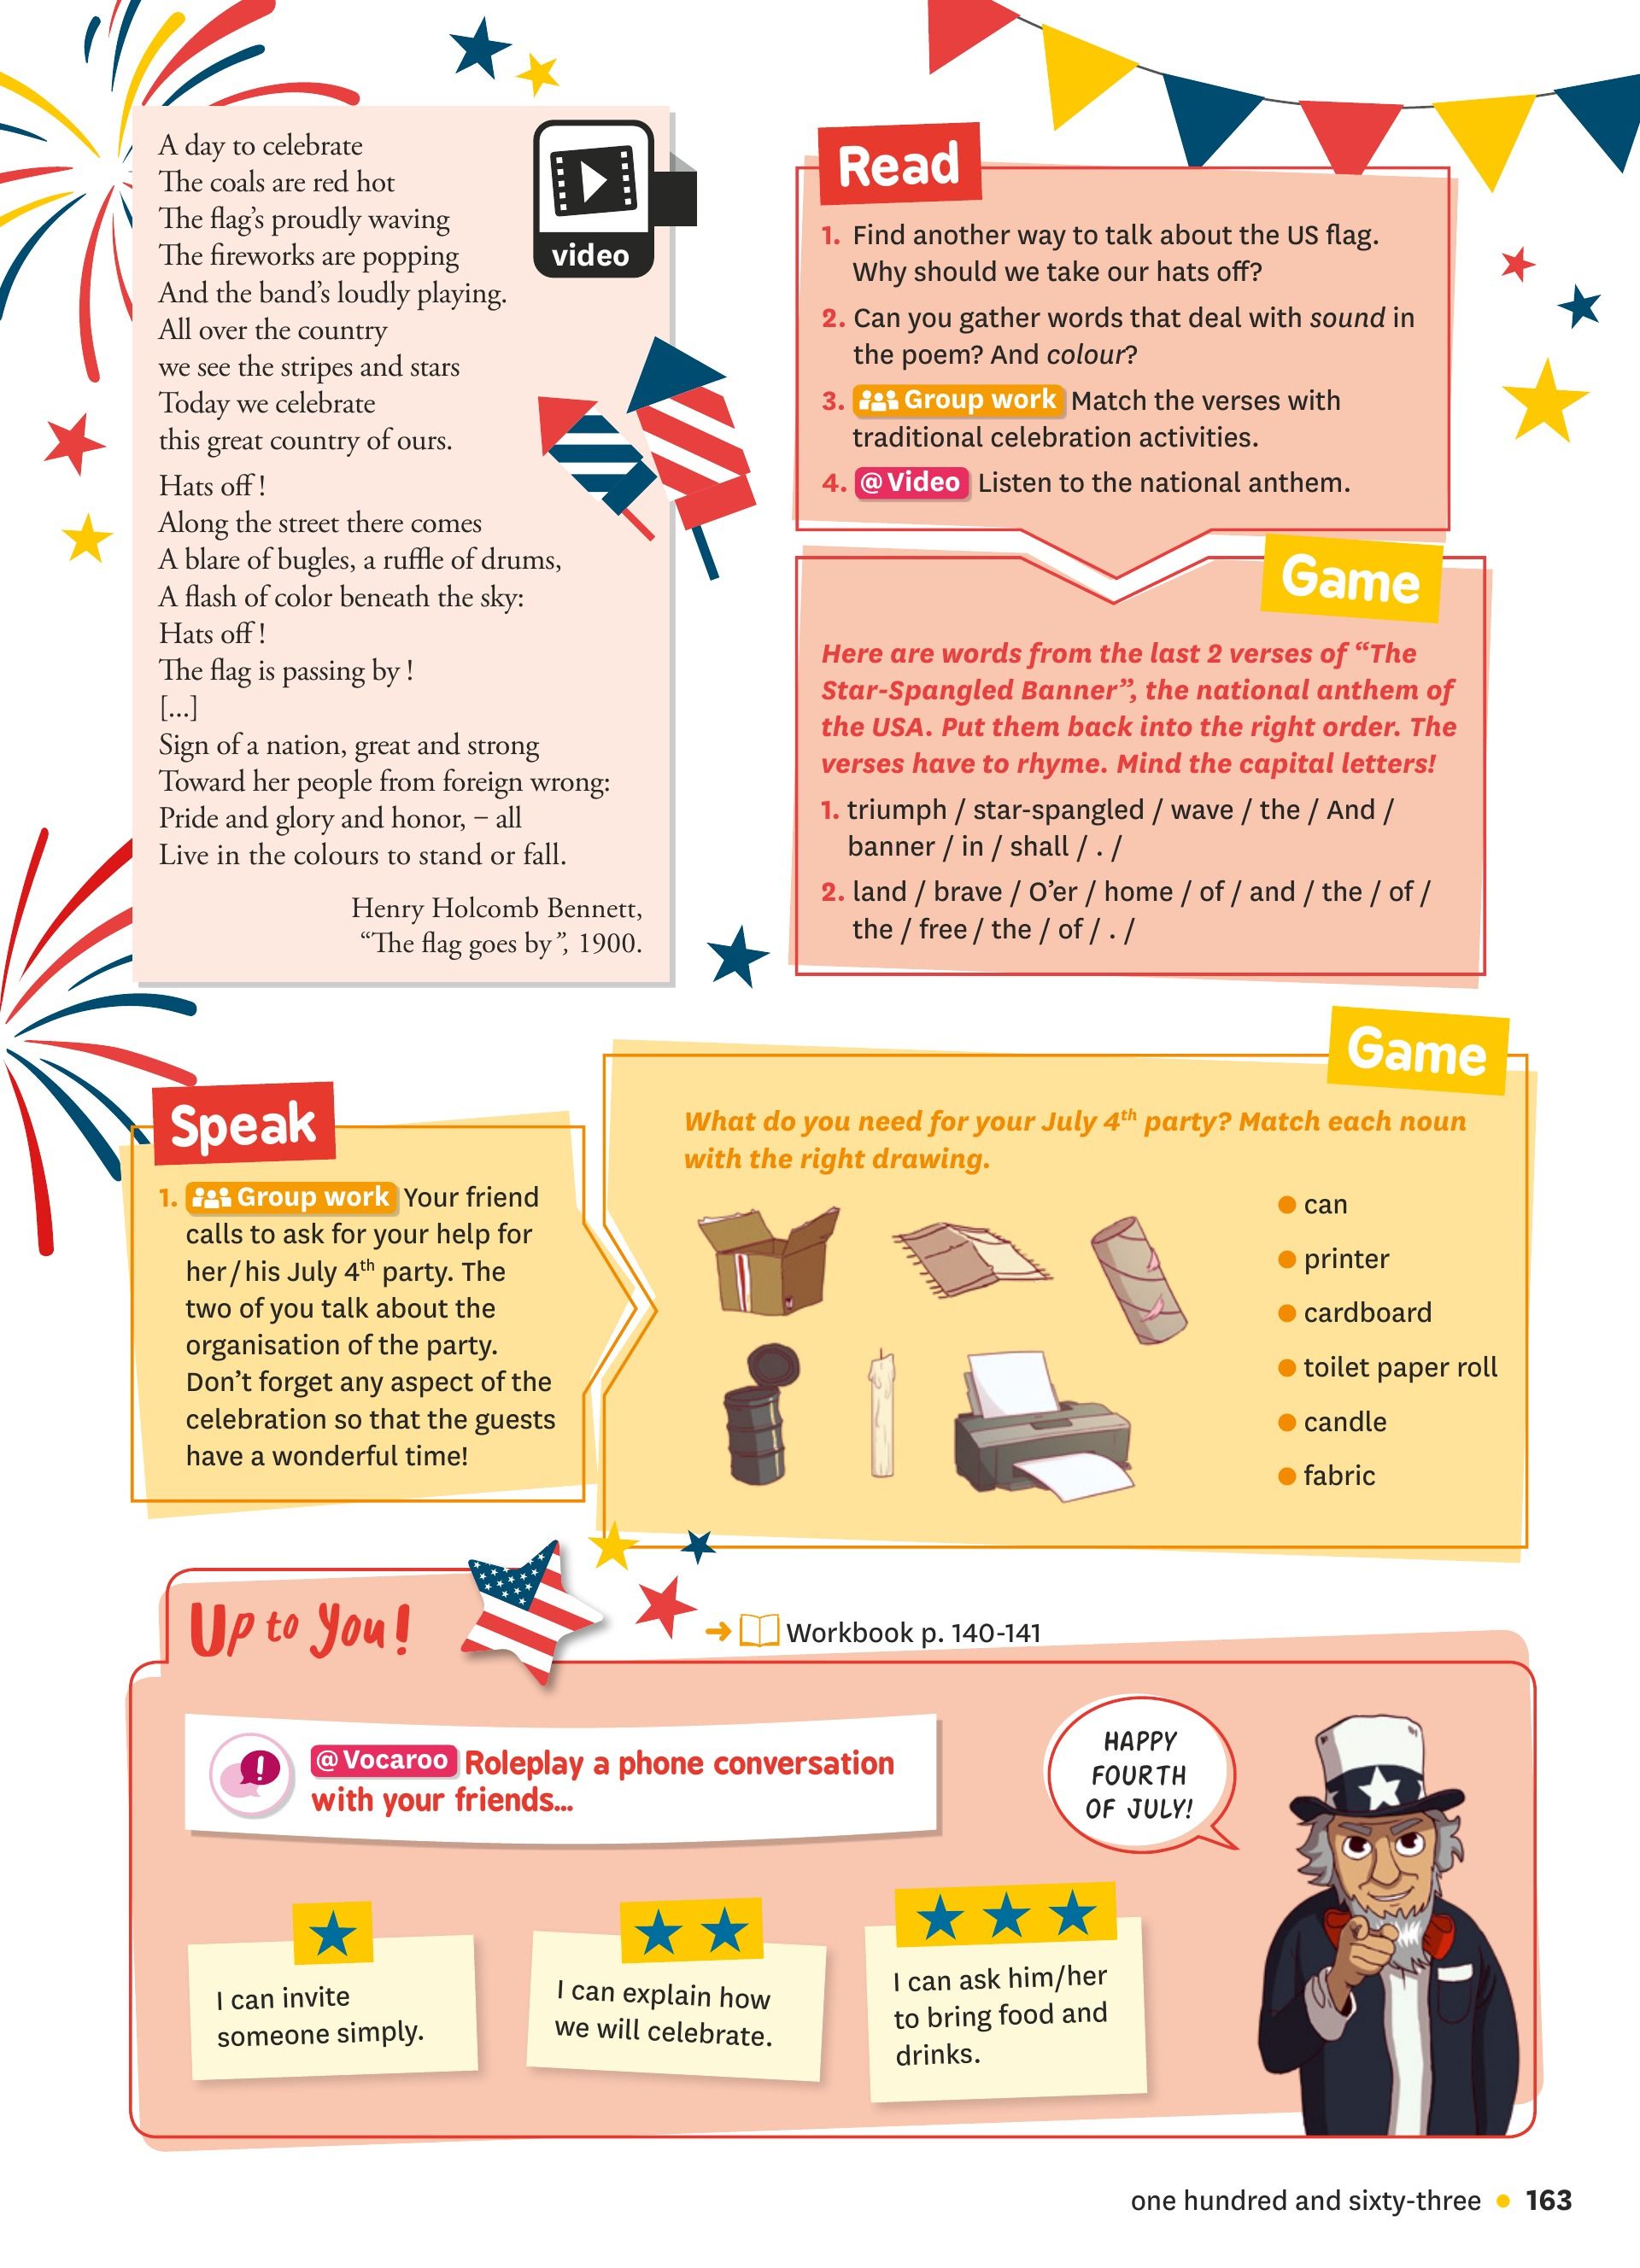 A day to celebrate
The coals are red hot
The flag's proudly waving
The fireworks are popping
And the band's loudly playing.
All over the country
we see the stripes and stars
Today we celebrate
this great country of ours.
Hats off !
Along the street there comes
A blare of bugles, a ruffle of drums,
A flash of color beneath the sky:
Hats off !
The flag is passing by !
[...]
Sign of a nation, great and strong
Toward her people from foreign wrong:
Pride and glory and honor, – all
Live in the colours to stand or fall.
Henry Holcomb Bennett,
“The flag goes by”, 1900.
video
Read
1. Find another way to talk about the US flag.
Why should we take our hats off?
2. Can you gather words that deal with sound in
the poem? And colour?
3. Group work Match the verses with
traditional celebration activities.
4. @ Video Listen to the national anthem.
Game
Here are words from the last 2 verses of “The
Star-Spangled Banner”, the national anthem of
the USA. Put them back into the right order. The
verses have to rhyme. Mind the capital letters!
1. triumph / star-spangled / wave / the / And /
banner / in / shall / . /
2. land / brave / O’er / home / of / and / the / of /
the / free / the / of / . /
Speak
1. Group work Your friend
calls to ask for your help for
her / his July 4th party. The
two of you talk about the
organisation of the party.
Don’t forget any aspect of the
celebration so that the guests
have a wonderful time!
Game
What do you need for your July 4th party? Match each noun
with the right drawing.
● can
● printer
● cardboard
● toilet paper roll
● candle
● fabric
Up to You!
➜ Workbook p. 140-141
@ Vocaroo Roleplay a phone conversation
with your friends...
HAPPY
FOURTH
OF JULY!
I can invite
someone simply.
I can explain how
we will celebrate.
I can ask him/her
to bring food and
drinks.
one hundred and sixty-three ● 163